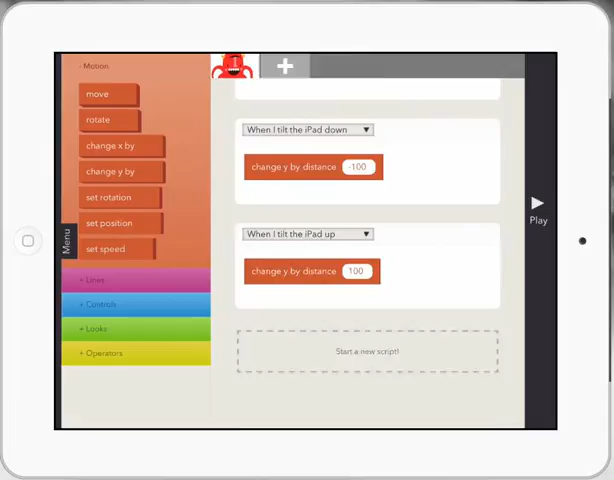 - Motion
move
rotate
change x by
change y by
set rotation
set position
set speed
Menu
+ Lines
+ Controls
+ Looks
+ Operators
+
When I tilt the iPad down ▼
change y by distance -100
When I tilt the iPad up ▼
change y by distance 100
Start a new script!
Play